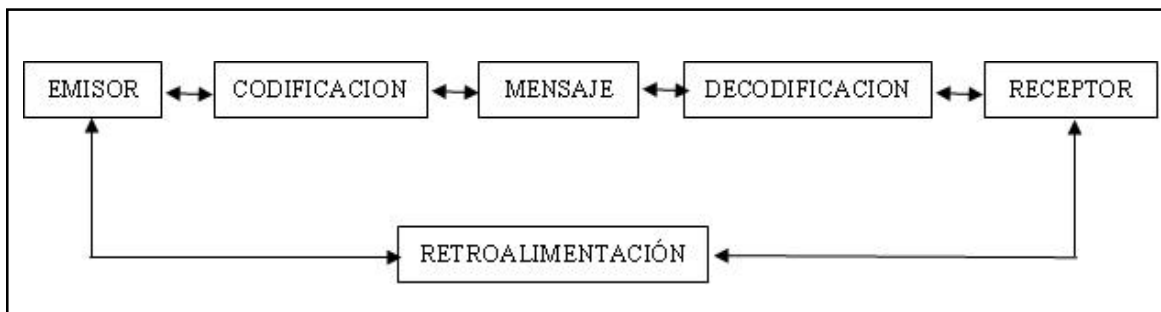 EMISOR
CODIFICACION
MENSAJE
DECODIFICACION
RECEPTOR
RETROALIMENTACIÓN